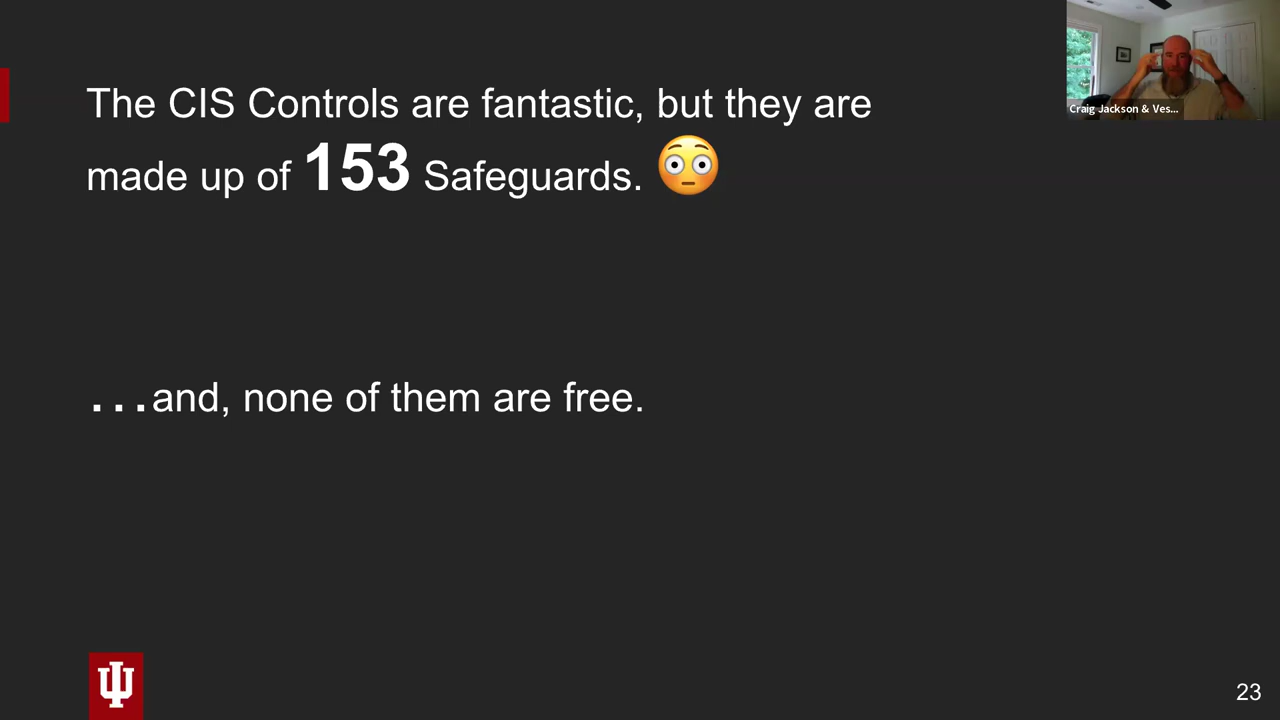 The CIS Controls are fantastic, but they are
made up of 153 Safeguards. 😳
Craig Jackson & Ves...
...and, none of them are free.
23